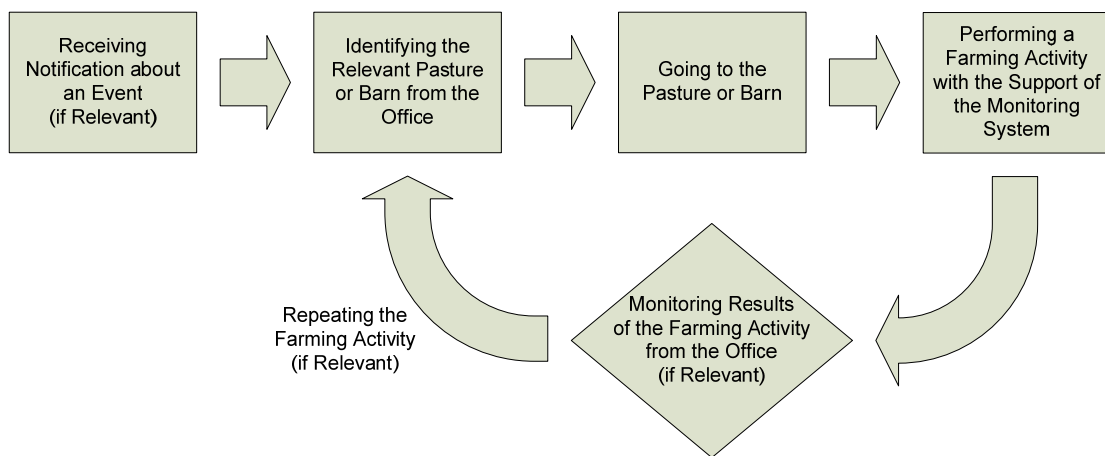 Receiving
Notification about
an Event
(if Relevant)
Identifying the
Relevant Pasture
or Barn from the
Office
Going to the
Pasture or Barn
Performing a
Farming Activity
with the Support of
the Monitoring
System
Monitoring Results
of the Farming Activity
from the Office
(if Relevant)
Repeating the
Farming Activity
(if Relevant)